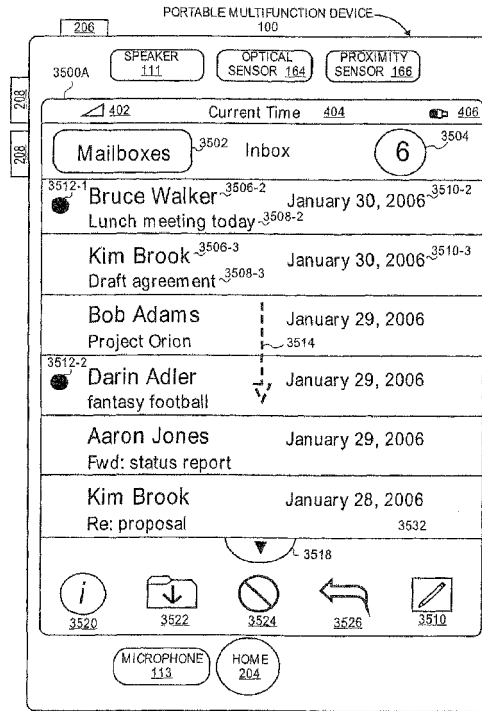 PORTABLE MULTIFUNCTION DEVICE
100
206
SPEAKER
111
OPTICAL
SENSOR 164
PROXIMITY
SENSOR 166
3500A
208
208
402
Current Time
404
406
Mailboxes
3502
Inbox
6
3504
3512-1
Bruce Walker 3506-2
January 30, 2006 3510-2
Lunch meeting today 3508-2
Kim Brook 3506-3
January 30, 2006 3510-3
Draft agreement 3508-3
Bob Adams
January 29, 2006
Project Orion
3514
3512-2
Darin Adler
January 29, 2006
fantasy football
Aaron Jones
January 29, 2006
Fwd: status report
Kim Brook
January 28, 2006
Re: proposal
3532
3518
i
3520
3522
3524
3526
3510
MICROPHONE
113
HOME
204